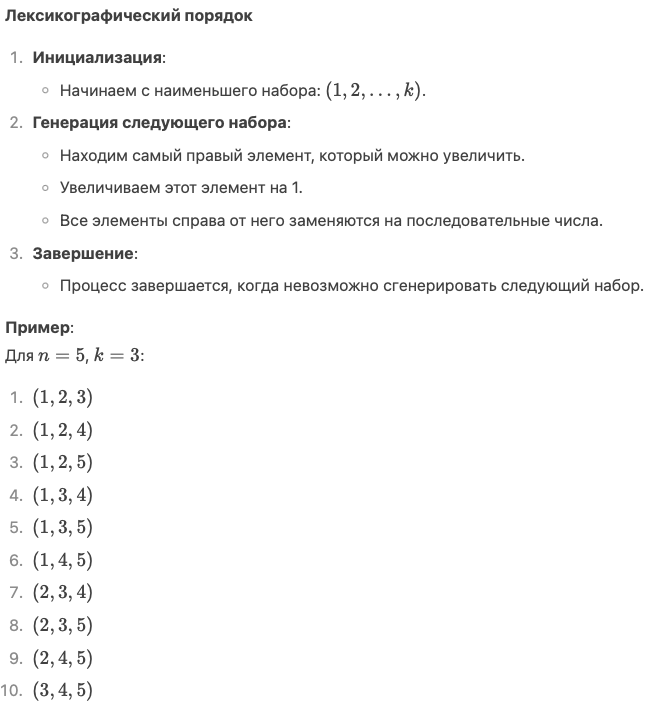 Лексикографический порядок
1. Инициализация:
◦ Начинаем с наименьшего набора: (1, 2, . . . , k).
2. Генерация следующего набора:
◦ Находим самый правый элемент, который можно увеличить.
◦ Увеличиваем этот элемент на 1.
◦ Все элементы справа от него заменяются на последовательные числа.
3. Завершение:
◦ Процесс завершается, когда невозможно сгенерировать следующий набор.
Пример:
Для n = 5, k = 3:
1. (1, 2, 3)
2. (1, 2, 4)
3. (1, 2, 5)
4. (1, 3, 4)
5. (1, 3, 5)
6. (1, 4, 5)
7. (2, 3, 4)
8. (2, 3, 5)
9. (2, 4, 5)
10. (3, 4, 5)